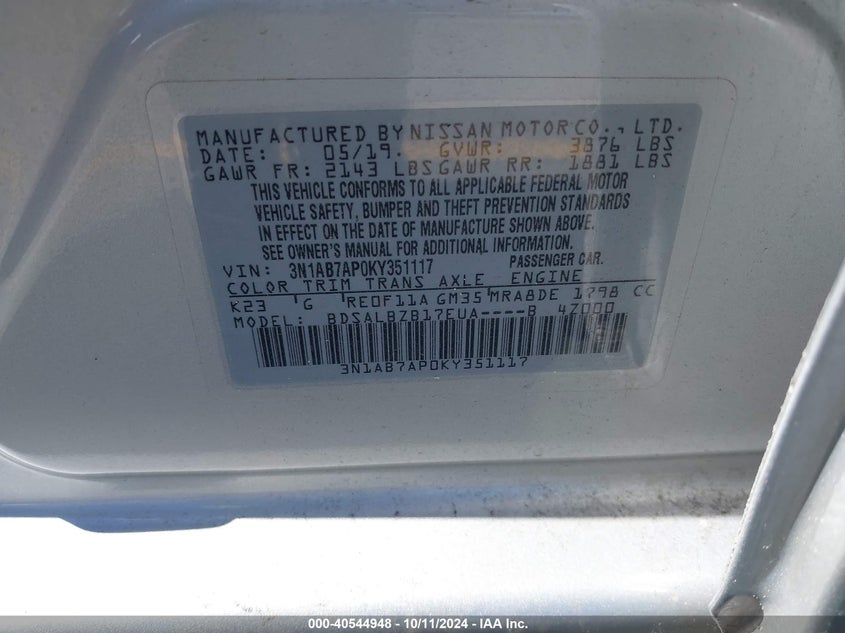 MANUFACTURED BY NISSAN MOTOR CO., LTD.
DATE: 05/19. GVWR: 3876 LBS
GAWR FR: 2143 LBS GAWR RR: 1881 LBS
THIS VEHICLE CONFORMS TO ALL APPLICABLE FEDERAL MOTOR
VEHICLE SAFETY, BUMPER AND THEFT PREVENTION STANDARDS
IN EFFECT ON THE DATE OF MANUFACTURE SHOWN ABOVE.
SEE OWNER'S MANUAL FOR ADDITIONAL INFORMATION.
VIN: 3N1AB7AP0KY351117 PASSENGER CAR.
COLOR TRIM TRANS AXLE ENGINE
K23 G RE0F11A GM35 MRA8DE 1798 CC
MODEL: BDSALBZB17EUA----B 4Z000
3N1AB7AP0KY351117
000-40544948 - 10/11/2024 - IAA Inc.